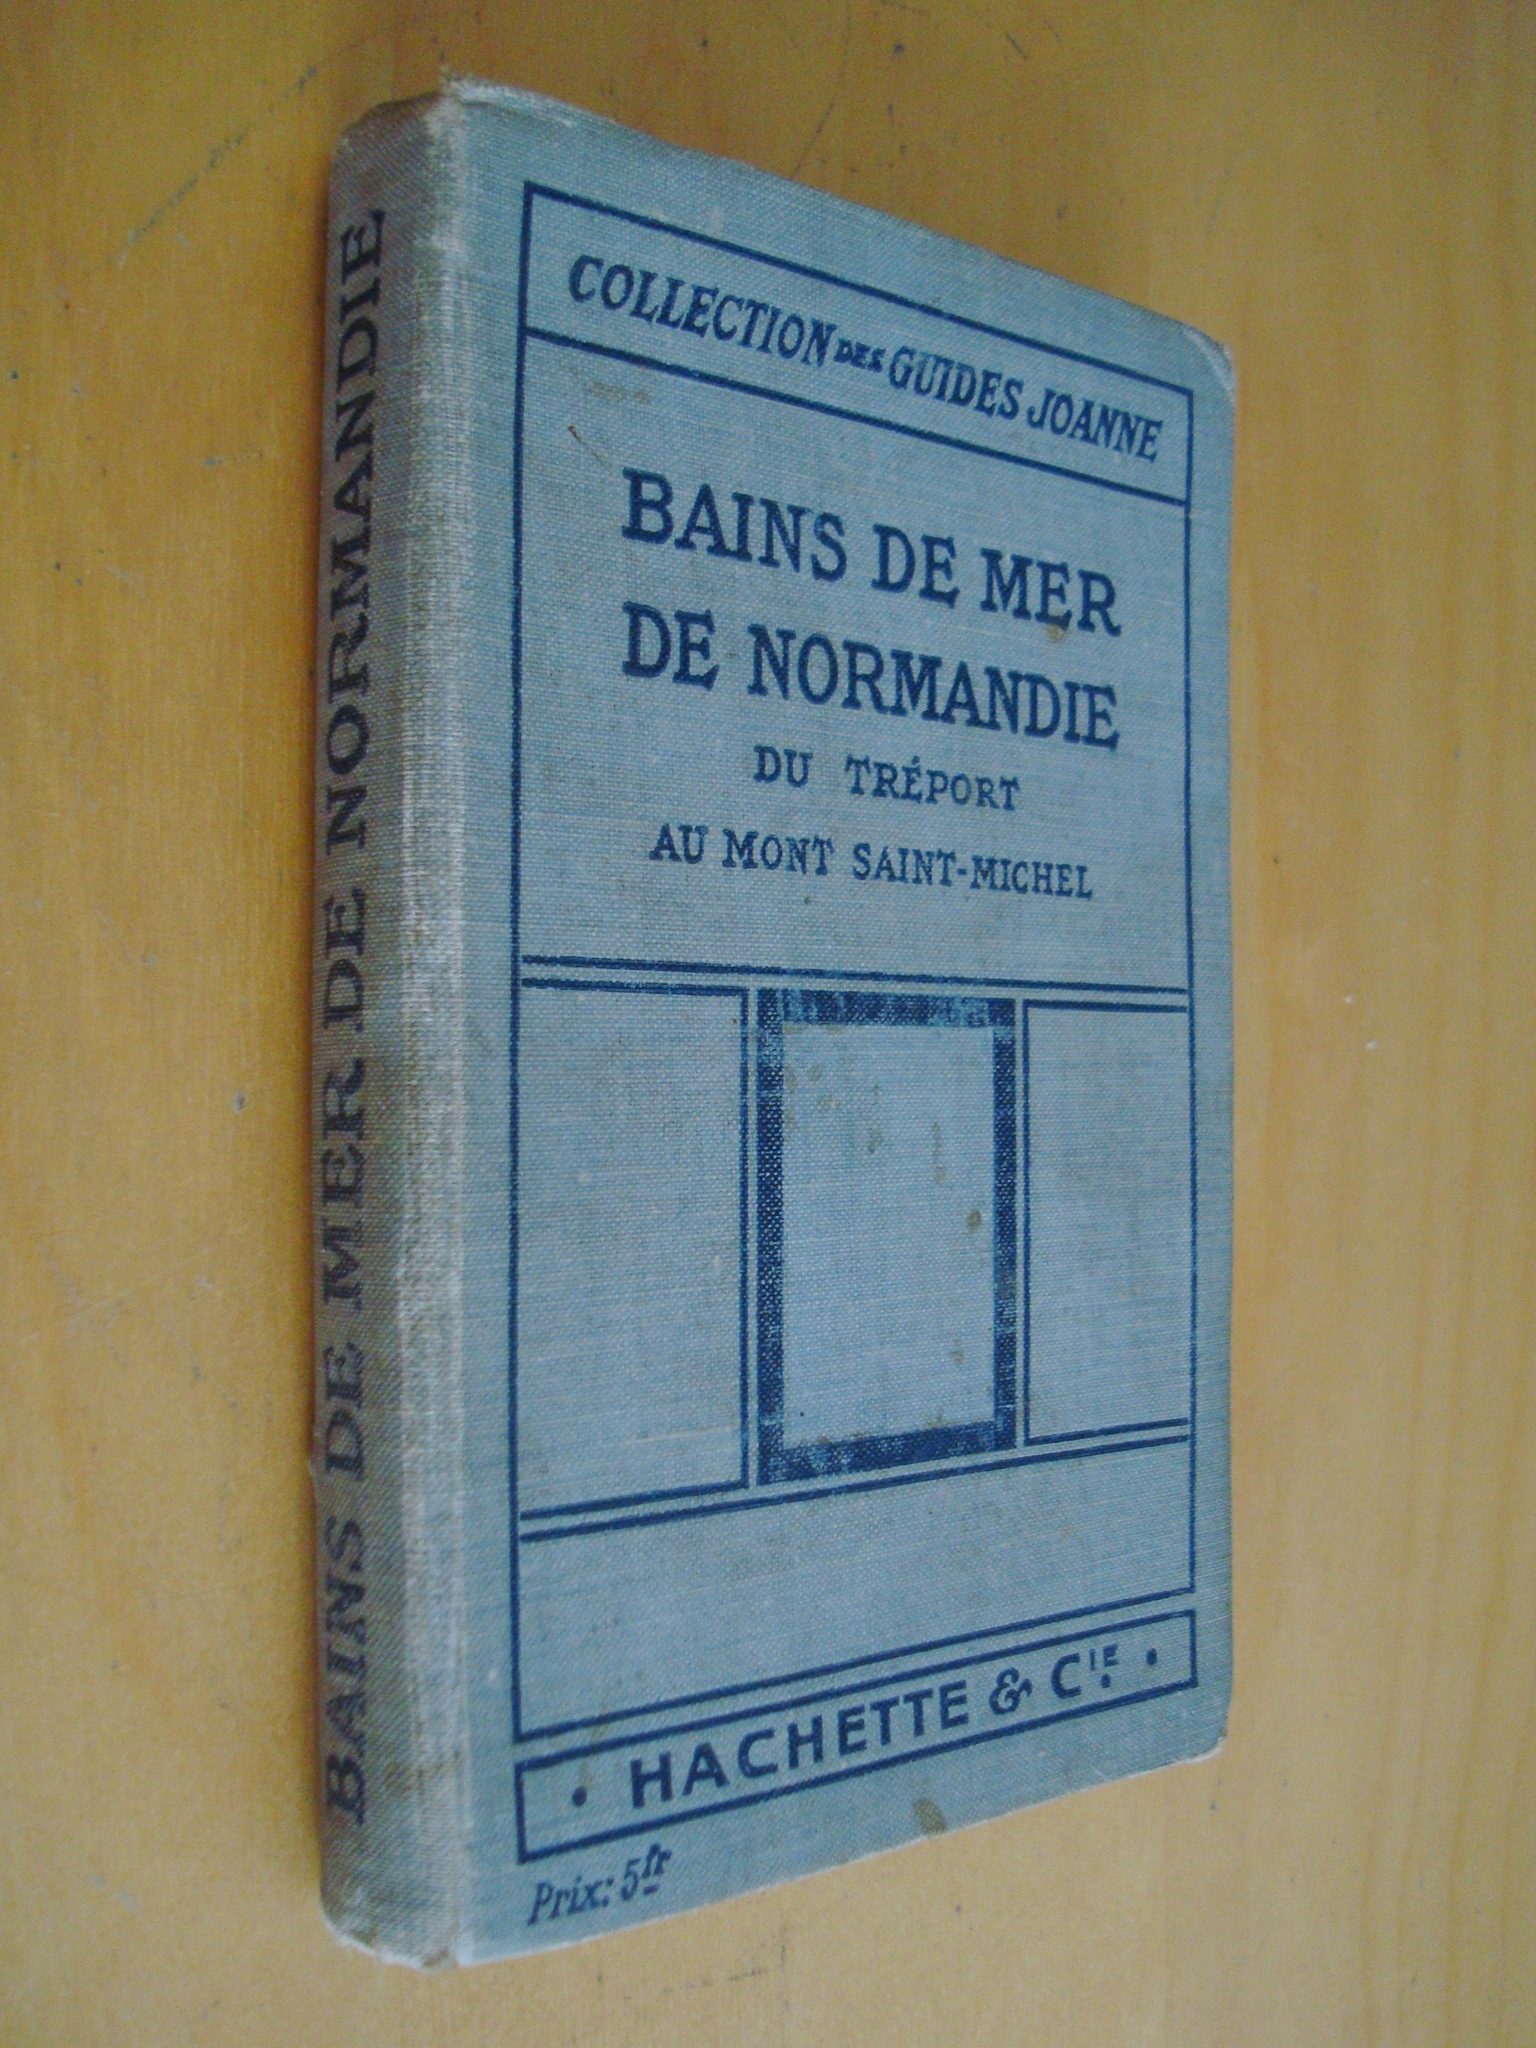 BAINS DE MER DE NORMANDIE
COLLECTION DES GUIDES JOANNE
BAINS DE MER
DE NORMANDIE
DU TRÉPORT
AU MONT SAINT-MICHEL
• HACHETTE & CIE. •
Prix: 5fr